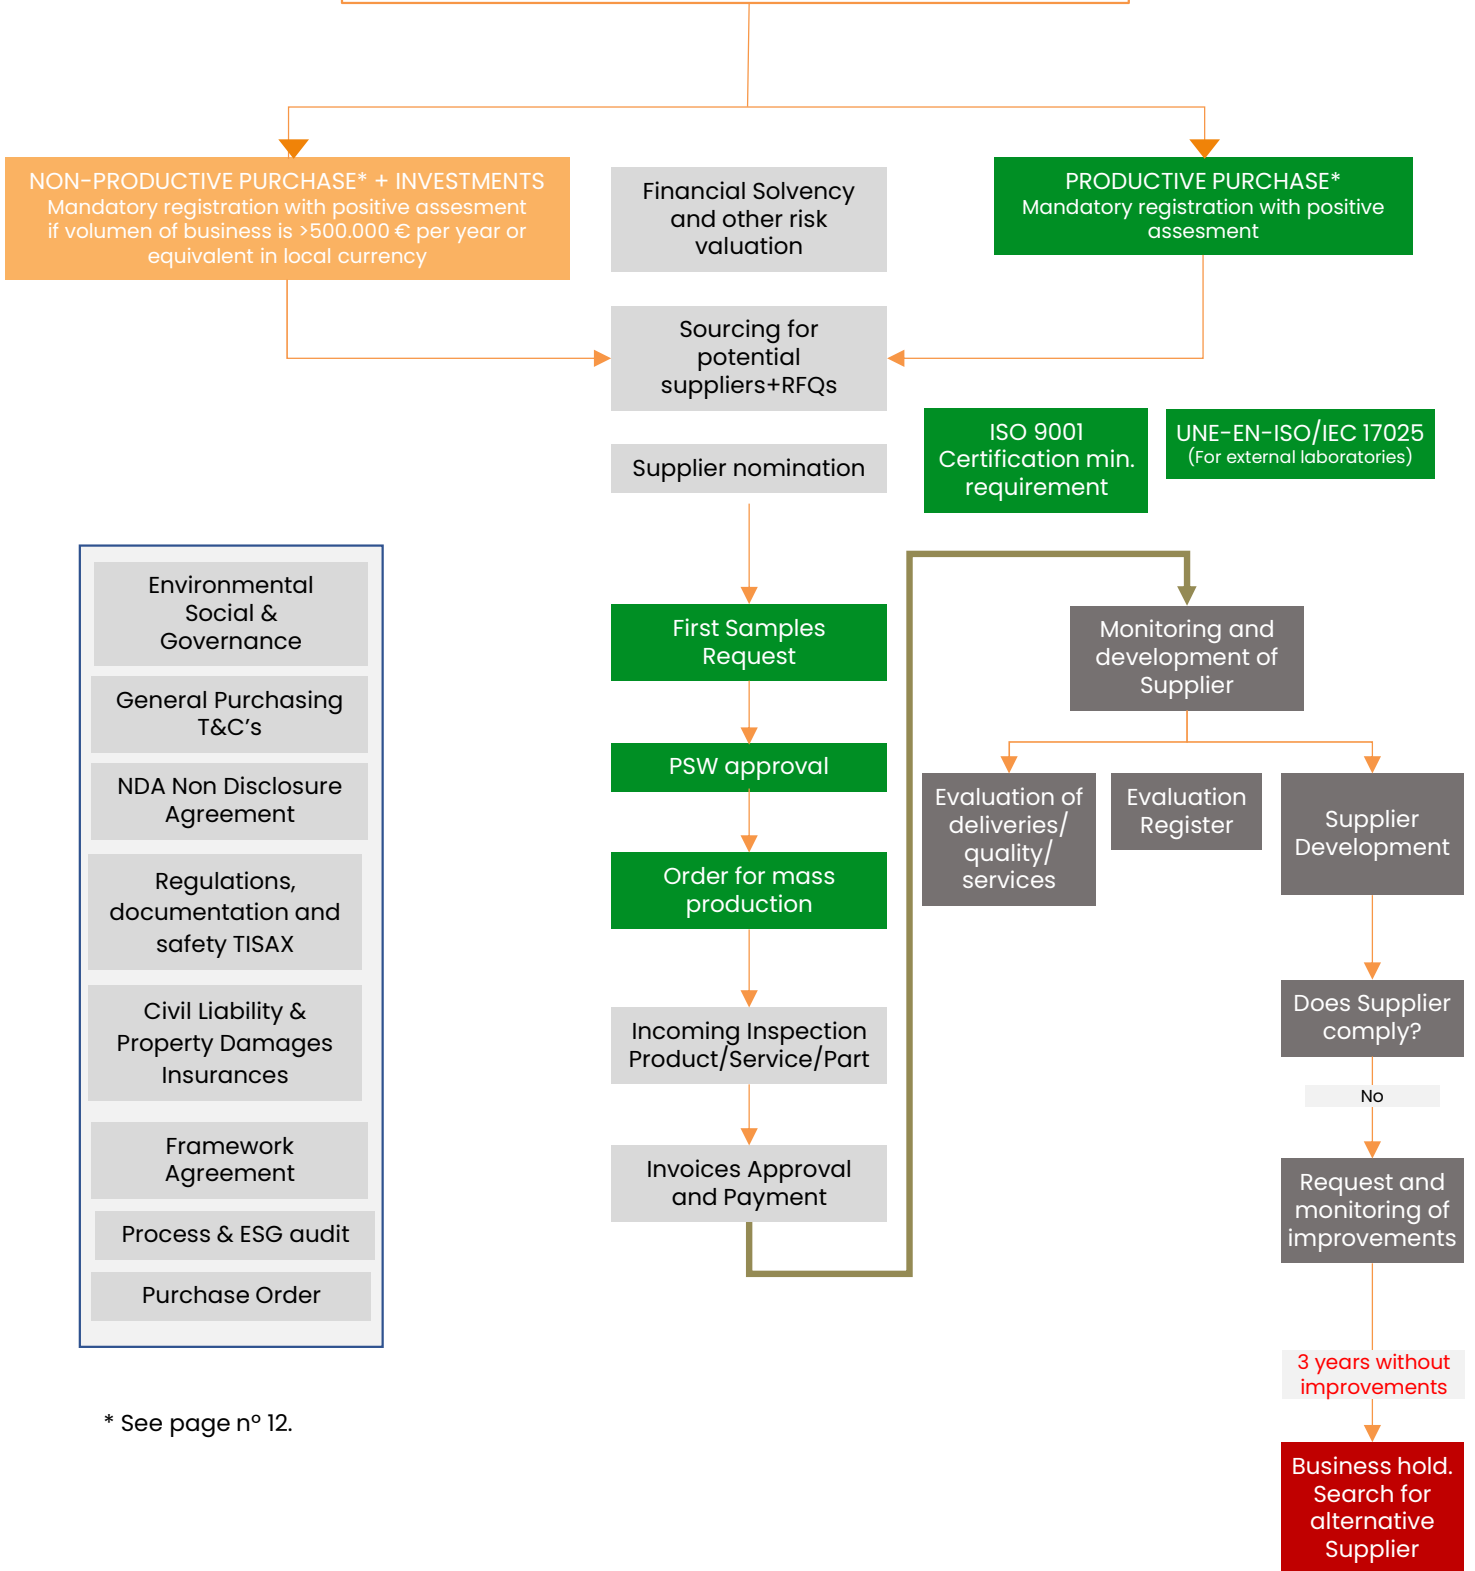 NON-PRODUCTIVE PURCHASE* + INVESTMENTS
Mandatory registration with positive assesment
if volumen of business is >500.000 € per year or
equivalent in local currency
Financial Solvency
and other risk
valuation
PRODUCTIVE PURCHASE*
Mandatory registration with positive
assesment
Sourcing for
potential
suppliers+RFQs
Supplier nomination
ISO 9001
Certification min.
requirement
UNE-EN-ISO/IEC 17025
(For external laboratories)
Environmental
Social &
Governance
General Purchasing
T&C’s
NDA Non Disclosure
Agreement
Regulations,
documentation and
safety TISAX
Civil Liability &
Property Damages
Insurances
Framework
Agreement
Process & ESG audit
Purchase Order
First Samples
Request
PSW approval
Order for mass
production
Incoming Inspection
Product/Service/Part
Invoices Approval
and Payment
Monitoring and
development of
Supplier
Evaluation of
deliveries/
quality/
services
Evaluation
Register
Supplier
Development
Does Supplier
comply?
No
Request and
monitoring of
improvements
3 years without
improvements
Business hold.
Search for
alternative
Supplier
* See page nº 12.